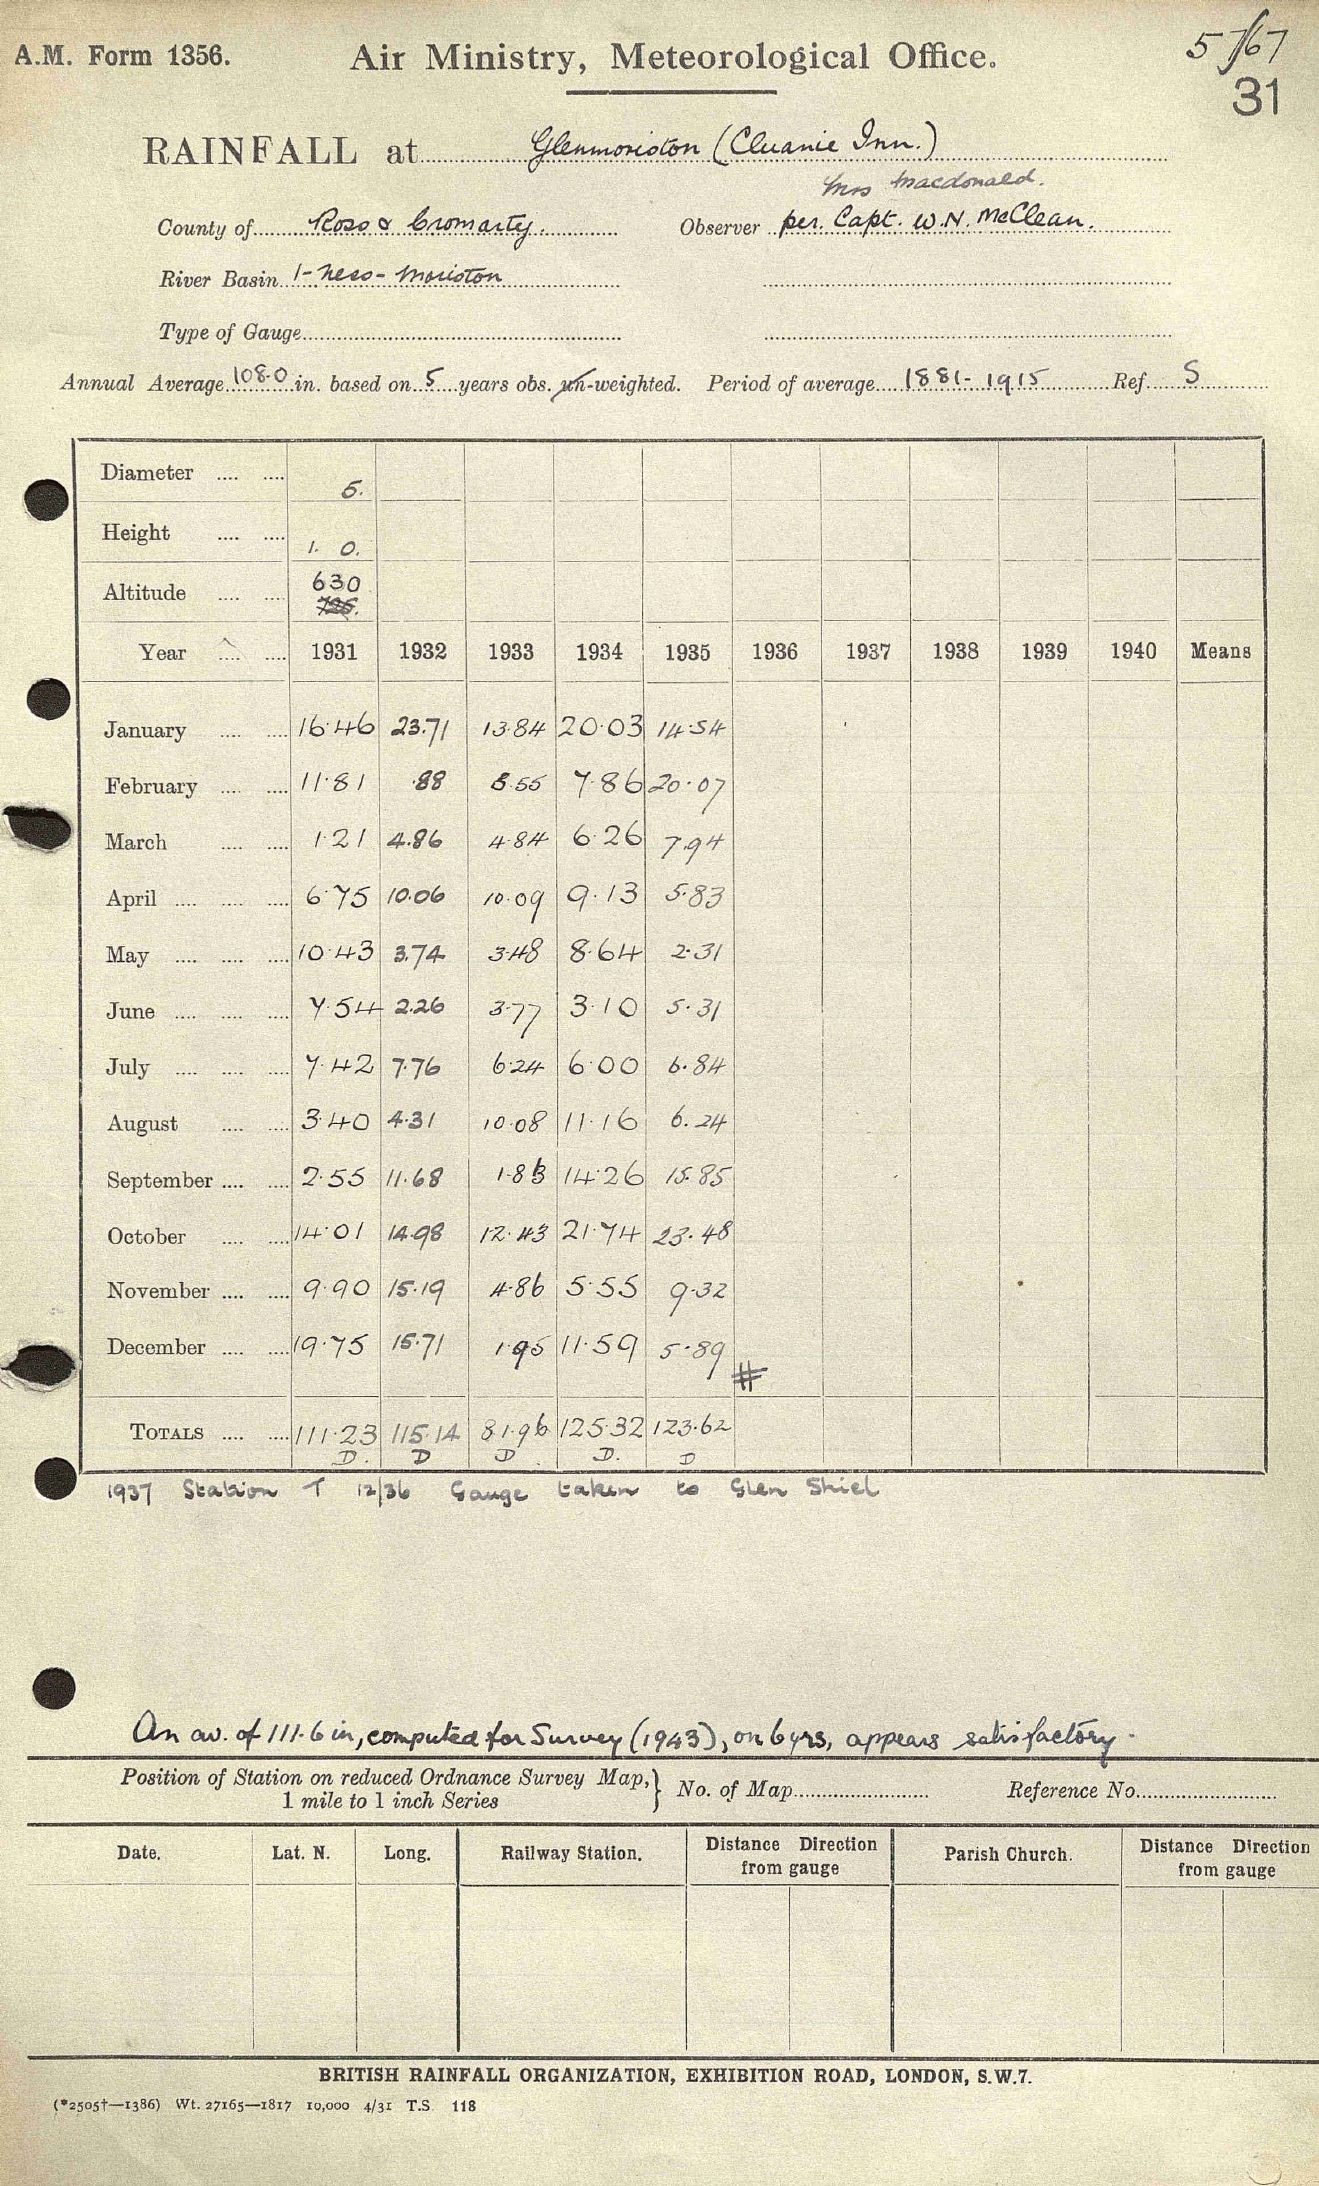 A.M. Form 1356.
Air Ministry, Meteorological Office.
5/67
31
RAINFALL at Glenmoriston (Cluanie Inn.)
Mrs Macdonald.
County of Ross & Cromarty. Observer per. Capt. W.N. McClean.
River Basin 1-Ness-Moriston
Type of Gauge
Annual Average 108.0 in. based on 5 years obs. un-weighted. Period of average 1881-1915 Ref. S
Diameter 5.
Height 1. 0.
Altitude 630
Year 1931 1932 1933 1934 1935 1936 1937 1938 1939 1940 Means
January 16.46 23.71 13.84 20.03 14.54
February 11.81 .88 8.55 7.86 20.07
March 1.21 4.86 4.84 6.26 7.94
April 6.75 10.06 10.09 9.13 5.83
May 10.43 3.74 3.48 8.64 2.31
June 7.54 2.26 3.77 3.10 5.31
July 7.42 7.76 6.24 6.00 6.84
August 3.40 4.31 10.08 11.16 6.24
September 2.55 11.68 1.83 14.26 15.85
October 14.01 14.98 12.43 21.74 23.48
November 9.90 15.19 4.86 5.55 9.32
December 19.75 15.71 1.95 11.59 5.89 #
TOTALS 111.23 115.14 81.96 125.32 123.62
D. D D D. D
1937 Station T 12/36 Gauge taken to Glen Shiel
An av. of 111.6 in, computed for Survey (1943), on 6 yrs, appears satisfactory.
Position of Station on reduced Ordnance Survey Map,
1 mile to 1 inch Series } No. of Map Reference No.
Date. Lat. N. Long. Railway Station. Distance Direction from gauge Parish Church. Distance Direction from gauge
BRITISH RAINFALL ORGANIZATION, EXHIBITION ROAD, LONDON, S.W.7.
(*2505†—1386) Wt. 27165—1817 10,000 4/31 T.S. 118